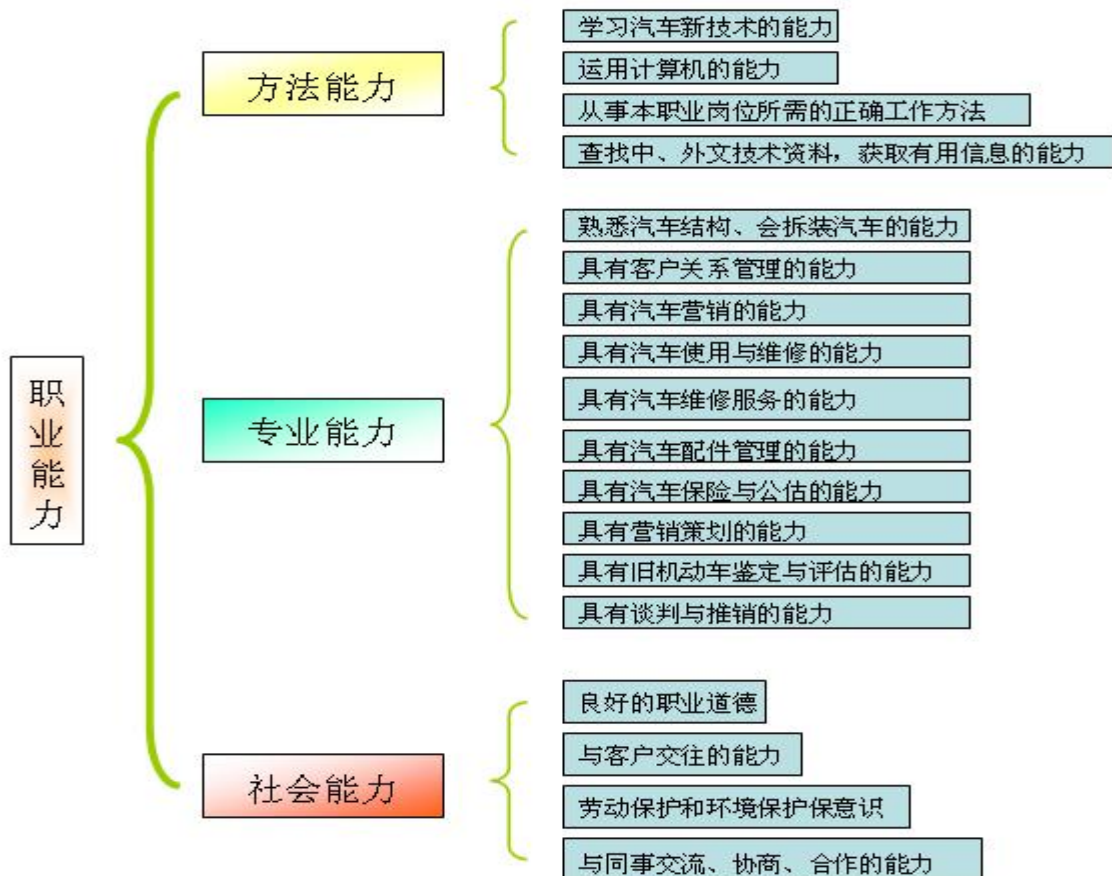 职业能力
方法能力
学习汽车新技术的能力
运用计算机的能力
从事本职业岗位所需的正确工作方法
查找中、外文技术资料，获取有用信息的能力
专业能力
熟悉汽车结构、会拆装汽车的能力
具有客户关系管理的能力
具有汽车营销的能力
具有汽车使用与维修的能力
具有汽车维修服务的能力
具有汽车配件管理的能力
具有汽车保险与公估的能力
具有营销策划的能力
具有旧机动车鉴定与评估的能力
具有谈判与推销的能力
社会能力
良好的职业道德
与客户交往的能力
劳动保护和环境保护保意识
与同事交流、协商、合作的能力